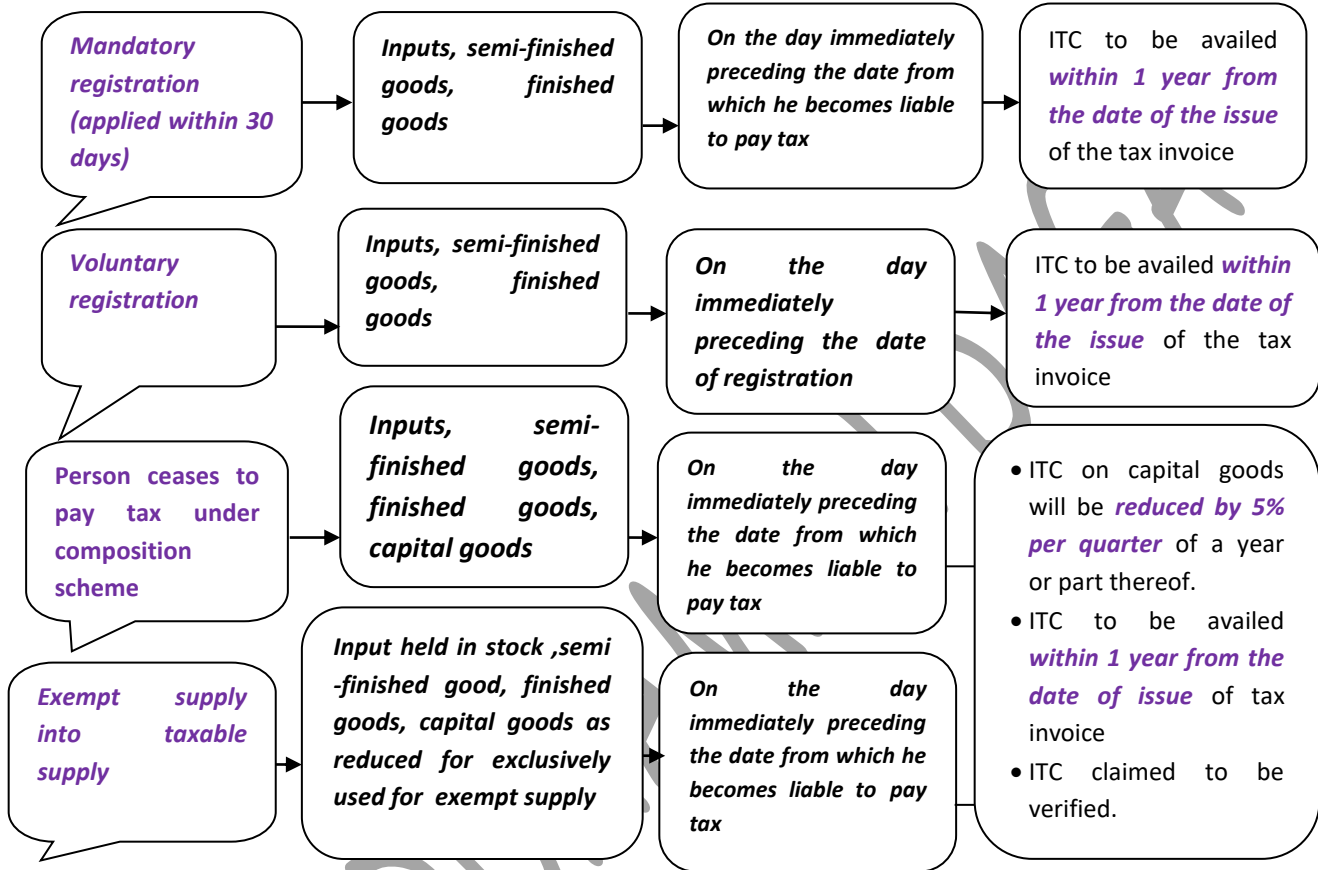 Mandatory
registration
(applied within 30
days)
Inputs, semi-finished
goods, finished
goods
On the day immediately
preceding the date from
which he becomes liable
to pay tax
ITC to be availed
within 1 year from
the date of the issue
of the tax invoice
Voluntary
registration
Inputs, semi-finished
goods, finished
goods
On the day
immediately
preceding the date
of registration
ITC to be availed within
1 year from the date of
the issue of the tax
invoice
Person ceases to
pay tax under
composition
scheme
Inputs, semi-
finished goods,
finished goods,
capital goods
On the day
immediately preceding
the date from which
he becomes liable to
pay tax
• ITC on capital goods
will be reduced by 5%
per quarter of a year
or part thereof.
• ITC to be availed
within 1 year from the
date of issue of tax
invoice
• ITC claimed to be
verified.
Exempt supply
into taxable
supply
Input held in stock ,semi
-finished good, finished
goods, capital goods as
reduced for exclusively
used for exempt supply
On the day
immediately preceding
the date from which he
becomes liable to pay
tax